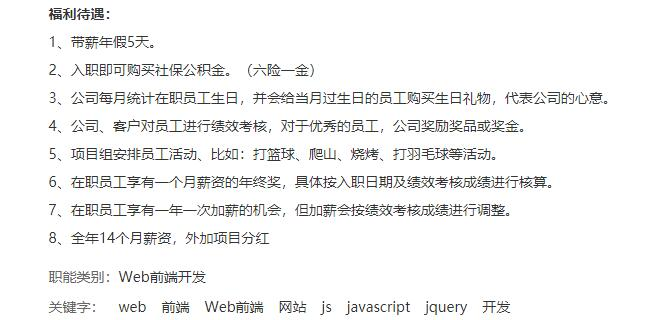 福利待遇：
1、带薪年假5天。
2、入职即可购买社保公积金。（六险一金）
3、公司每月统计在职员工生日，并会给当月过生日的员工购买生日礼物，代表公司的心意。
4、公司、客户对员工进行绩效考核，对于优秀的员工，公司奖励奖品或奖金。
5、项目组安排员工活动、比如：打篮球、爬山、烧烤、打羽毛球等活动。
6、在职员工享有一个月薪资的年终奖，具体按入职日期及绩效考核成绩进行核算。
7、在职员工享有一年一次加薪的机会，但加薪会按绩效考核成绩进行调整。
8、全年14个月薪资，外加项目分红
职能类别：Web前端开发
关键字： web 前端 Web前端 网站 js javascript jquery 开发